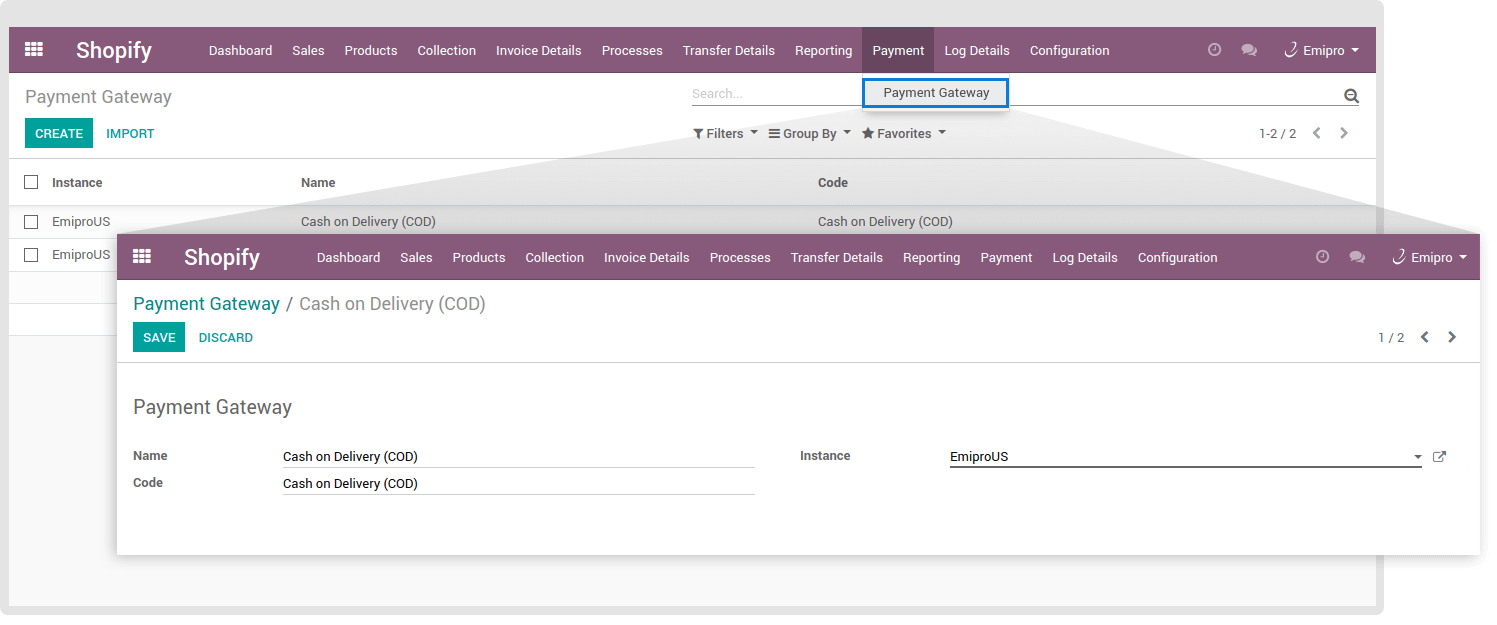 Shopify Dashboard Sales Products Collection Invoice Details Processes Transfer Details Reporting Payment Log Details Configuration Emipro
Payment Gateway Search... Payment Gateway
CREATE IMPORT Filters Group By Favorites 1-2 / 2
Instance Name Code
EmiproUS Cash on Delivery (COD) Cash on Delivery (COD)
EmiproUS
Shopify Dashboard Sales Products Collection Invoice Details Processes Transfer Details Reporting Payment Log Details Configuration Emipro
Payment Gateway / Cash on Delivery (COD)
SAVE DISCARD 1 / 2
Payment Gateway
Name Cash on Delivery (COD) Instance EmiproUS
Code Cash on Delivery (COD)